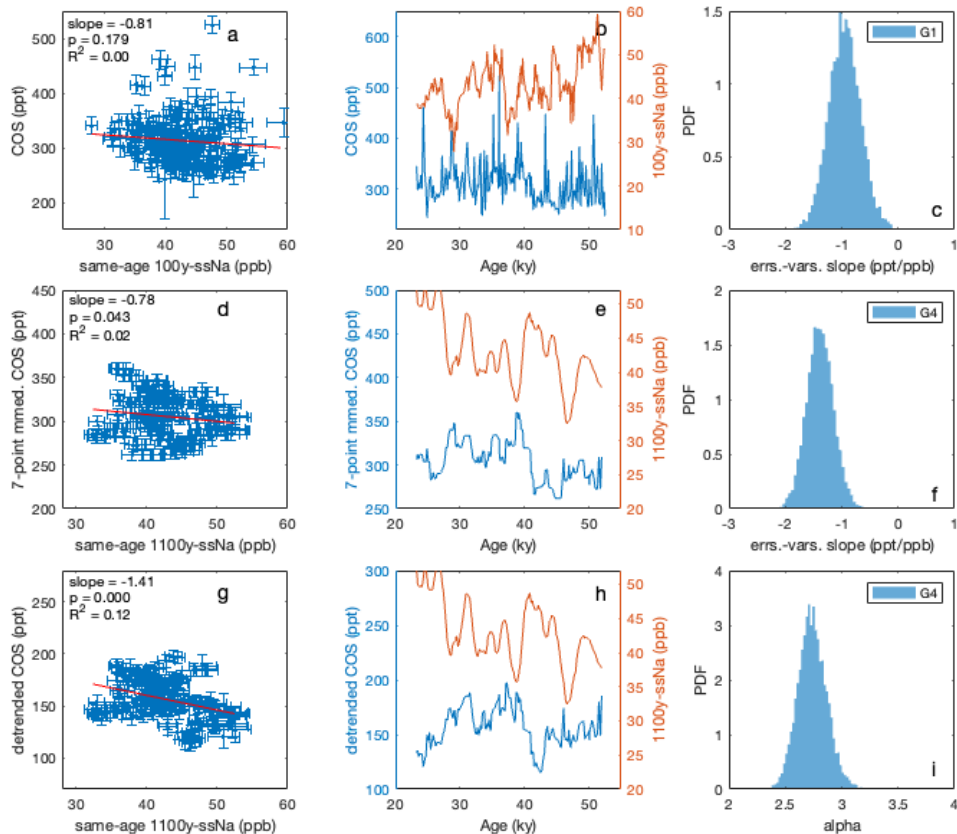 slope = -0.81
p = 0.179
R² = 0.00
a
COS (ppt)
500
400
300
200
30 40 50 60
same-age 100y-ssNa (ppb)
b
COS (ppt)
600
500
400
300
20 30 40 50
Age (ky)
60
50
40
30
20
10
100y-ssNa (ppb)
G1
c
PDF
1.5
1
0.5
0
-3 -2 -1 0 1
errs.-vars. slope (ppt/ppb)
slope = -0.78
p = 0.043
R² = 0.02
d
7-point mmed. COS (ppt)
450
400
350
300
250
200
30 40 50 60
same-age 1100y-ssNa (ppb)
e
7-point mmed. COS (ppt)
500
450
400
350
300
250
20 30 40 50
Age (ky)
50
45
40
35
30
25
20
1100y-ssNa (ppb)
G4
f
PDF
2
1.5
1
0.5
0
-3 -2 -1 0 1
errs.-vars. slope (ppt/ppb)
slope = -1.41
p = 0.000
R² = 0.12
g
detrended COS (ppt)
250
200
150
100
30 40 50 60
same-age 1100y-ssNa (ppb)
h
detrended COS (ppt)
300
250
200
150
100
20 30 40 50
Age (ky)
50
45
40
35
30
25
20
1100y-ssNa (ppb)
G4
i
PDF
4
3
2
1
0
2 2.5 3 3.5 4
alpha